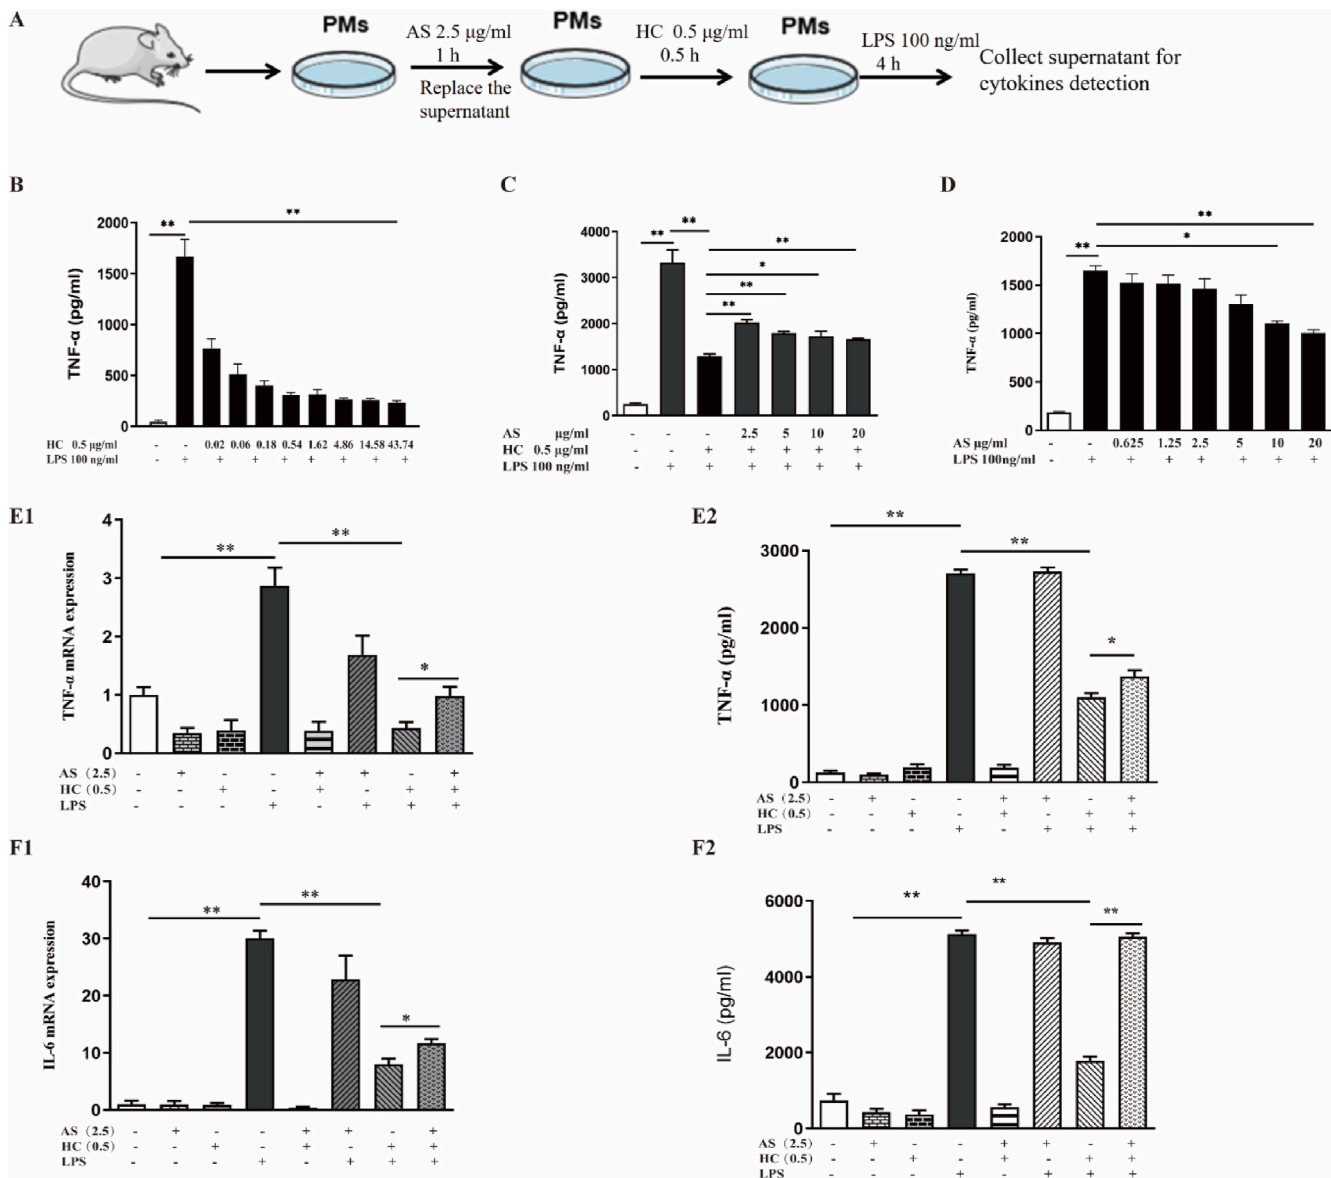 A
PMs
AS 2.5 μg/ml
1 h
Replace the
supernatant
PMs
HC 0.5 μg/ml
0.5 h
PMs
LPS 100 ng/ml
4 h
Collect supernatant for
cytokines detection
B
TNF-α (pg/ml)
2000
1500
1000
500
0
** **
HC 0.5 μg/ml - - 0.02 0.06 0.18 0.54 1.62 4.86 14.58 43.74
LPS 100 ng/ml - + + + + + + + + +
C
TNF-α (pg/ml)
4000
3000
2000
1000
0
**
**
**
*
**
**
AS μg/ml - - - 2.5 5 10 20
HC 0.5 μg/ml - - + + + + +
LPS 100 ng/ml - + + + + + +
D
TNF-α (pg/ml)
2000
1500
1000
500
0
**
*
**
AS μg/ml - - 0.625 1.25 2.5 5 10 20
LPS 100ng/ml - + + + + + + +
E1
TNF-α mRNA expression
4
3
2
1
0
**
**
*
AS (2.5) - + - - + + - +
HC (0.5) - - + - + - + +
LPS - - - + - + + +
E2
TNF-α (pg/ml)
3000
2000
1000
0
**
**
*
AS (2.5) - + - - + + - +
HC (0.5) - - + - + - + +
LPS - - - + - + + +
F1
IL-6 mRNA expression
40
30
20
10
0
**
**
*
AS (2.5) - + - - + + - +
HC (0.5) - - + - + - + +
LPS - - - + - + + +
F2
IL-6 (pg/ml)
6000
4000
2000
0
**
**
**
AS (2.5) - + - - + + - +
HC (0.5) - - + - + - + +
LPS - - - + - + + +